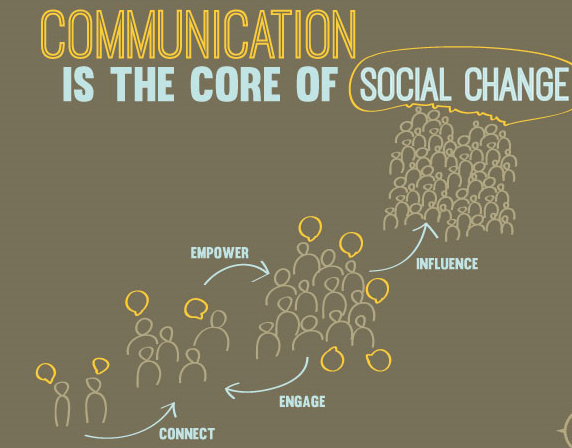 COMMUNICATION
IS THE CORE OF SOCIAL CHANGE
EMPOWER
INFLUENCE
ENGAGE
CONNECT